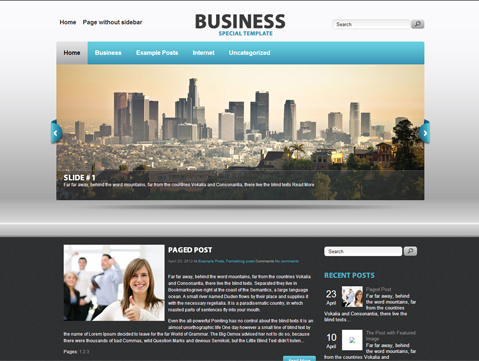 Home Page without sidebar
BUSINESS
SPECIAL TEMPLATE
Search
Home Business Example Posts Internet Uncategorized
SLIDE # 1
Far far away, behind the word mountains, far from the countries Vokalia and Consonantia, there live the blind texts Read More
PAGED POST
April 20, 2012 in Example Posts, Formatting posts Comments No comments
Far far away, behind the word mountains, far from the countries Vokalia and
Consonantia, there live the blind texts. Separated they live in
Bookmarksgrove right at the coast of the Semantics, a large language
ocean. A small river named Duden flows by their place and supplies it
with the necessary regelialia. It is a paradisematic country, in which
roasted parts of sentences fly into your mouth.
Even the all-powerful Pointing has no control about the blind texts it is an
almost unorthographic life One day however a small line of blind text by
the name of Lorem Ipsum decided to leave for the far World of Grammar. The Big Oxmox advised her not to do so, because
there were thousands of bad Commas, wild Question Marks and devious Semikoli, but the Little Blind Text didn't listen...
Pages: 1 2 3
Search
RECENT POSTS
23
April
Paged Post
Far far away, behind
the word mountains,
far from the countries Vokalia and
Consonantia, there live the blind texts...
10
April
The Post with Featured
Image
Far far away, behind
the word mountains, far
from the countries Vokalia and